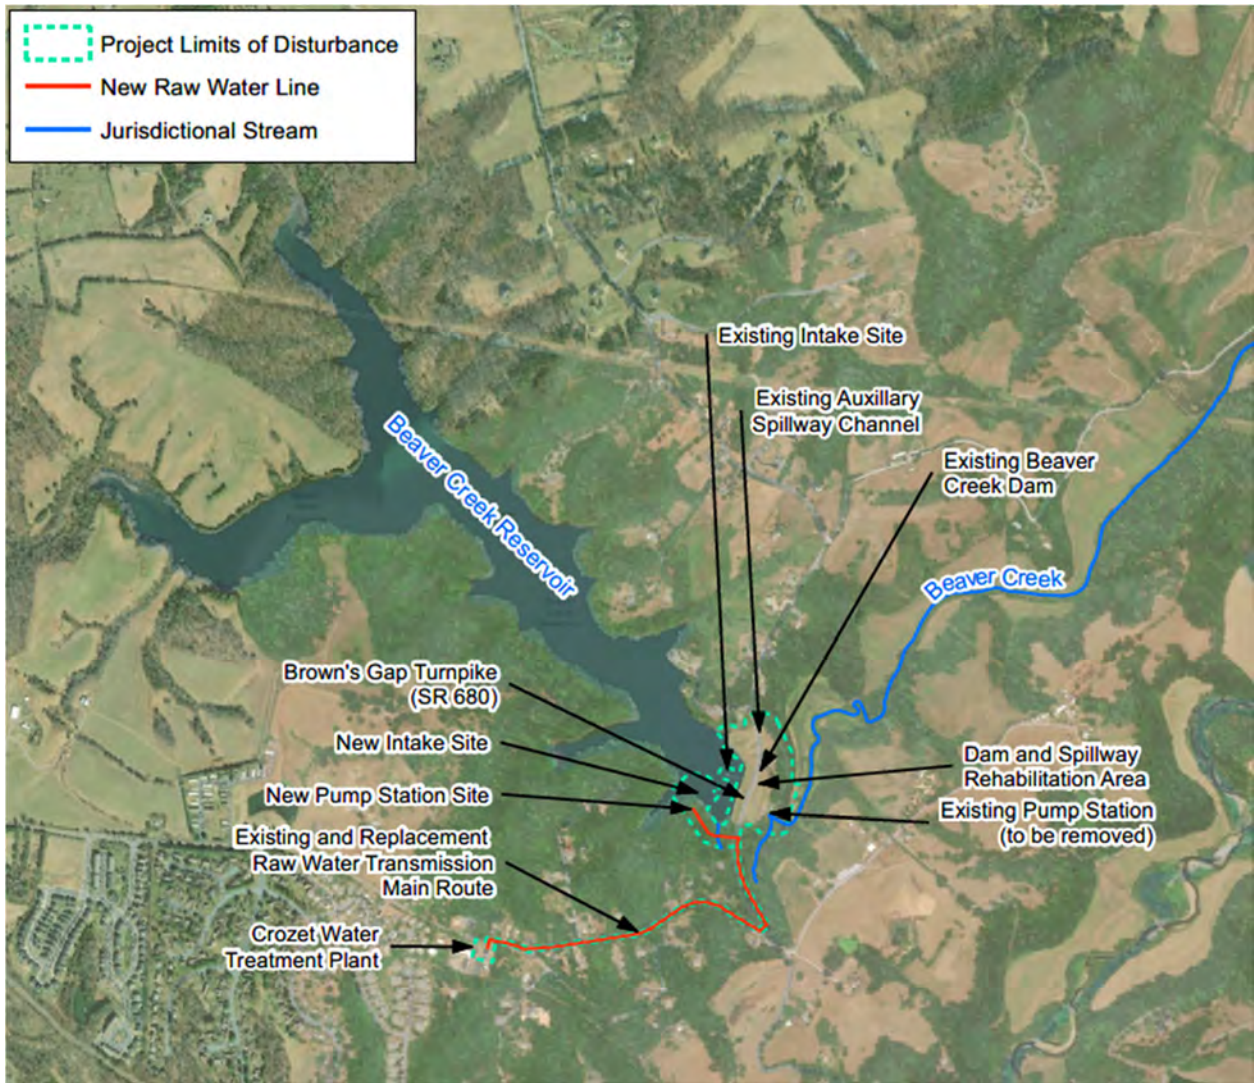 Project Limits of Disturbance
New Raw Water Line
Jurisdictional Stream
Existing Intake Site
Existing Auxillary
Spillway Channel
Existing Beaver
Creek Dam
Beaver Creek Reservoir
Beaver Creek
Brown's Gap Turnpike
(SR 680)
New Intake Site
New Pump Station Site
Dam and Spillway
Rehabilitation Area
Existing Pump Station
(to be removed)
Existing and Replacement
Raw Water Transmission
Main Route
Crozet Water
Treatment Plant